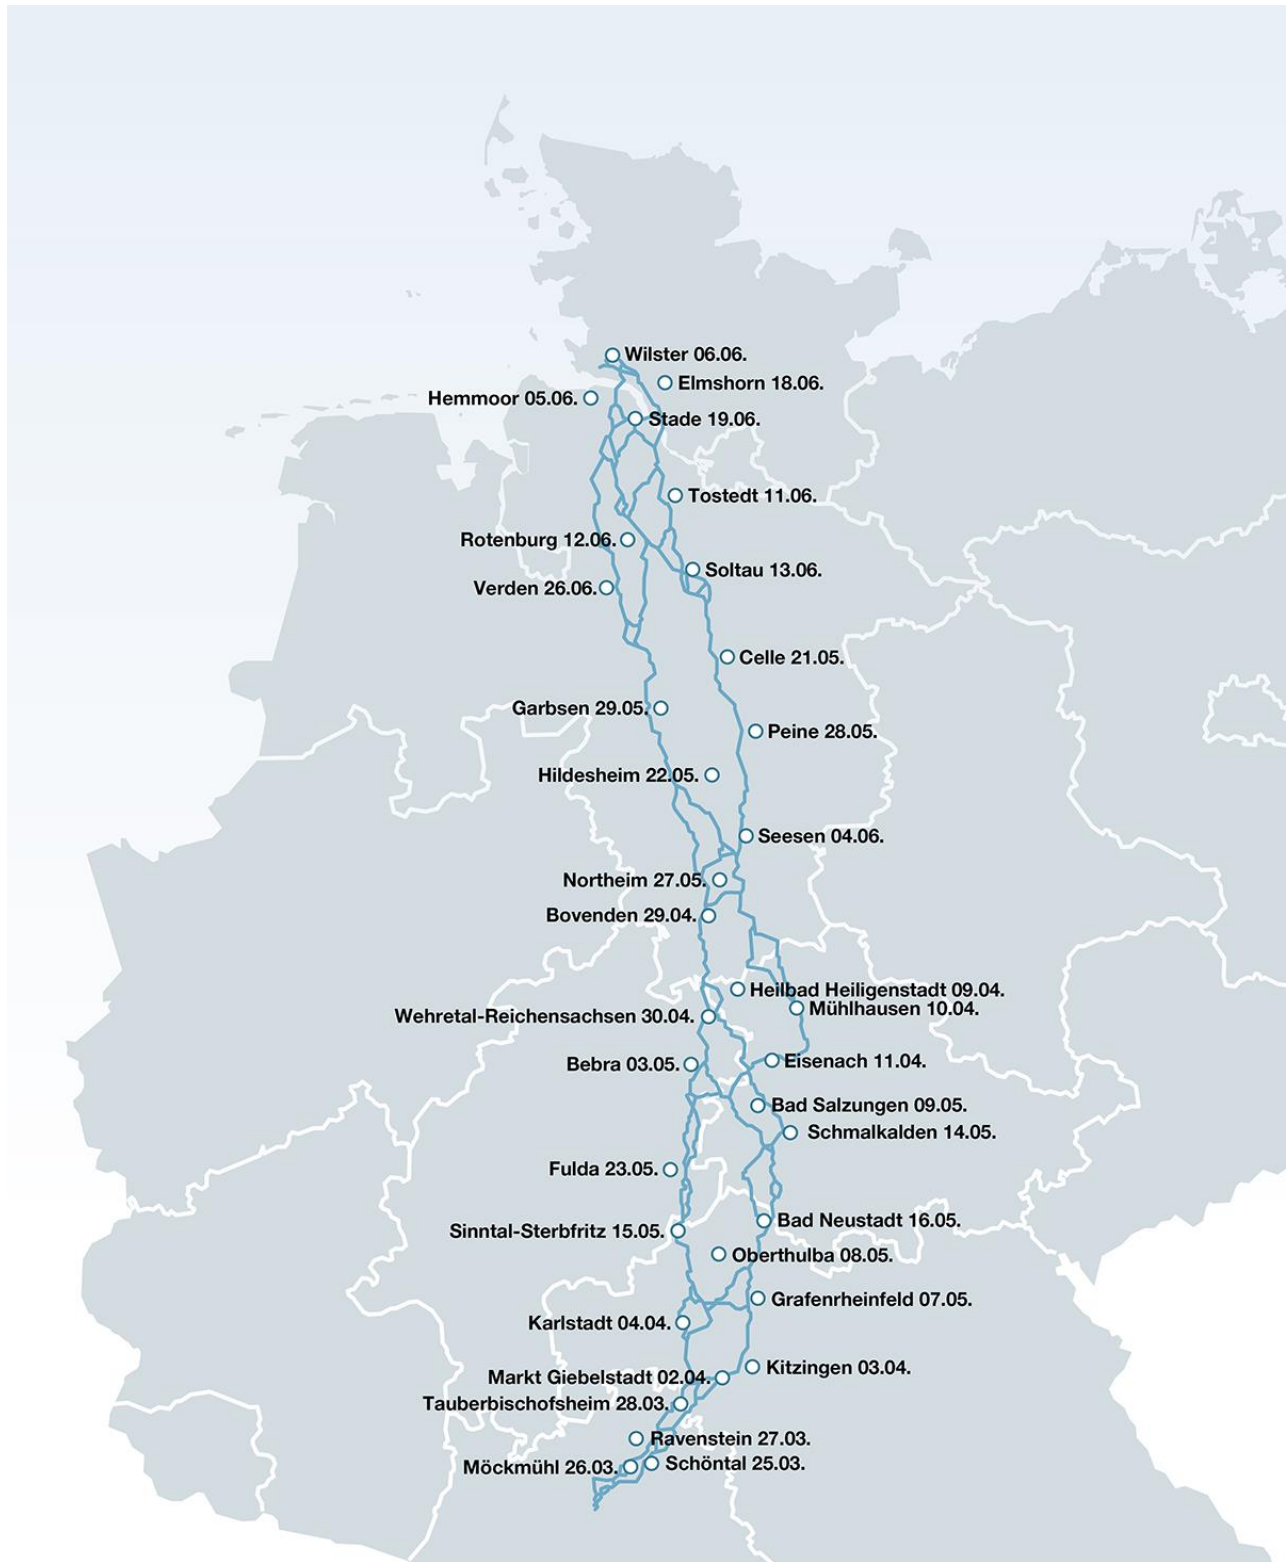 Wilster 06.06.
Elmshorn 18.06.
Hemmoor 05.06.
Stade 19.06.
Tostedt 11.06.
Rotenburg 12.06.
Soltau 13.06.
Verden 26.06.
Celle 21.05.
Garbsen 29.05.
Peine 28.05.
Hildesheim 22.05.
Seesen 04.06.
Northeim 27.05.
Bovenden 29.04.
Heilbad Heiligenstadt 09.04.
Mühlhausen 10.04.
Wehretal-Reichensachsen 30.04.
Eisenach 11.04.
Bebra 03.05.
Bad Salzungen 09.05.
Schmalkalden 14.05.
Fulda 23.05.
Bad Neustadt 16.05.
Sinntal-Sterbfritz 15.05.
Oberthulba 08.05.
Grafenrheinfeld 07.05.
Karlstadt 04.04.
Kitzingen 03.04.
Markt Giebelstadt 02.04.
Tauberbischofsheim 28.03.
Ravenstein 27.03.
Schöntal 25.03.
Möckmühl 26.03.